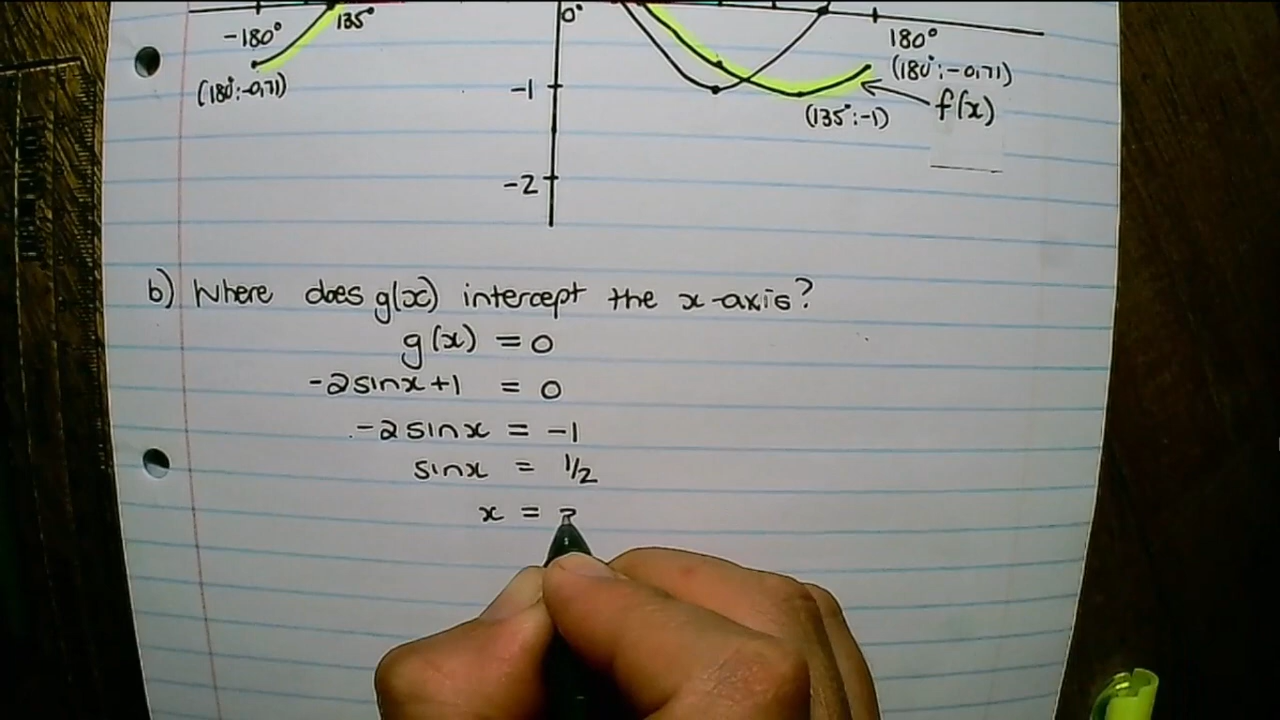 -180°
135°
0°
180°
(180°;-0,71)
(180°;-0,71)
-1
(135°;-1)
f(x)
-2
b) Where does g(x) intercept the x-axis?
g(x) = 0
-2sinx+1 = 0
-2sinx = -1
sinx = 1/2
x =